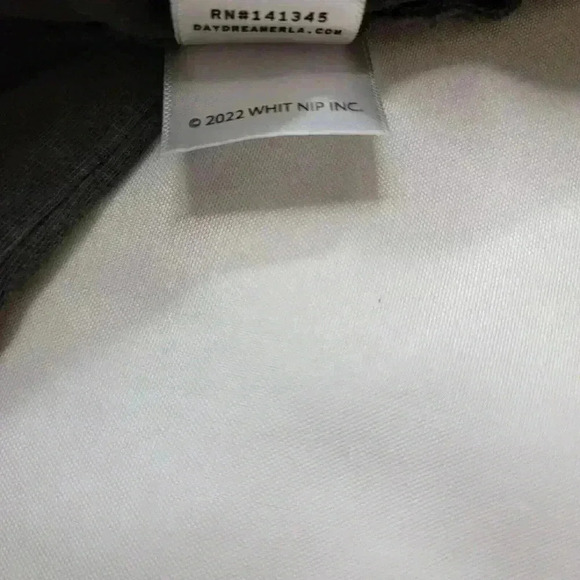 RN#141345
DAYDREAMERLA.COM
© 2022 WHIT NIP INC.